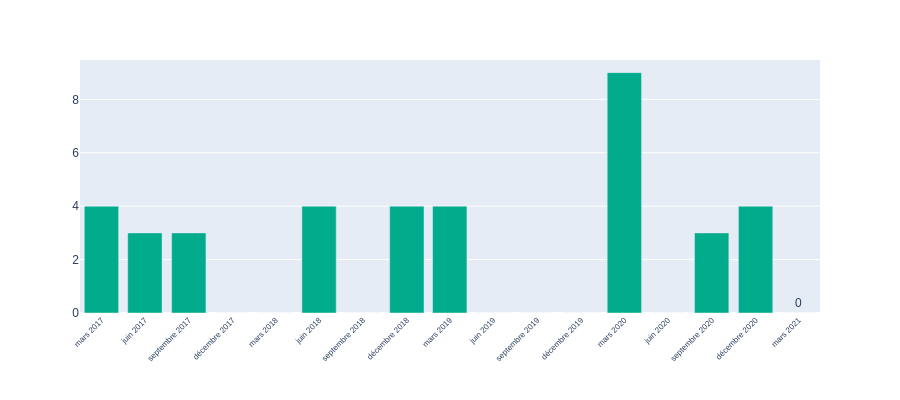 8
6
4
2
0
0
mars 2017
juin 2017
septembre 2017
décembre 2017
mars 2018
juin 2018
septembre 2018
décembre 2018
mars 2019
juin 2019
septembre 2019
décembre 2019
mars 2020
juin 2020
septembre 2020
décembre 2020
mars 2021